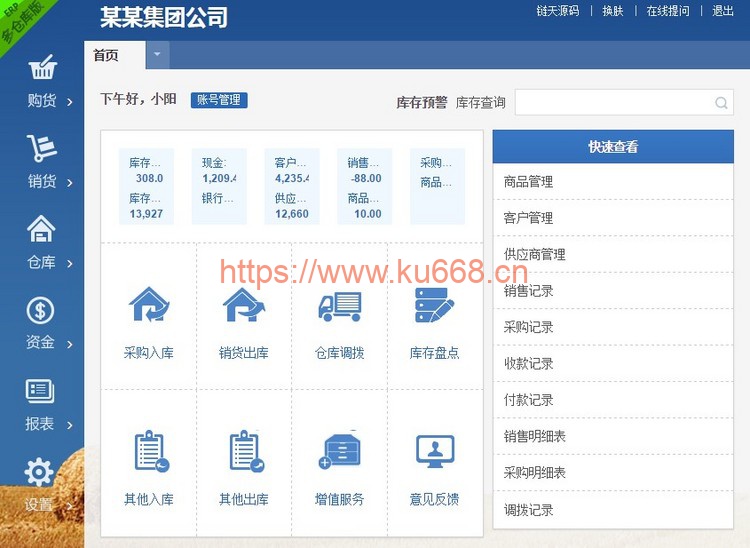 ERP
多仓库版
某某集团公司
链天源码 | 换肤 | 在线提问 | 退出
首页
下午好，小阳 账号管理
库存预警 库存查询
购货
销货
仓库
资金
报表
设置
库存...
308.0
库存...
13,927
现金:
1,209.4
银行...
客户...
4,235.4
供应...
12,660
销售...
-88.00
商品...
10.00
采购...
商品...
https://www.ku668.cn
采购入库
销货出库
仓库调拨
库存盘点
其他入库
其他出库
增值服务
意见反馈
快速查看
商品管理
客户管理
供应商管理
销售记录
采购记录
收款记录
付款记录
销售明细表
采购明细表
调拨记录